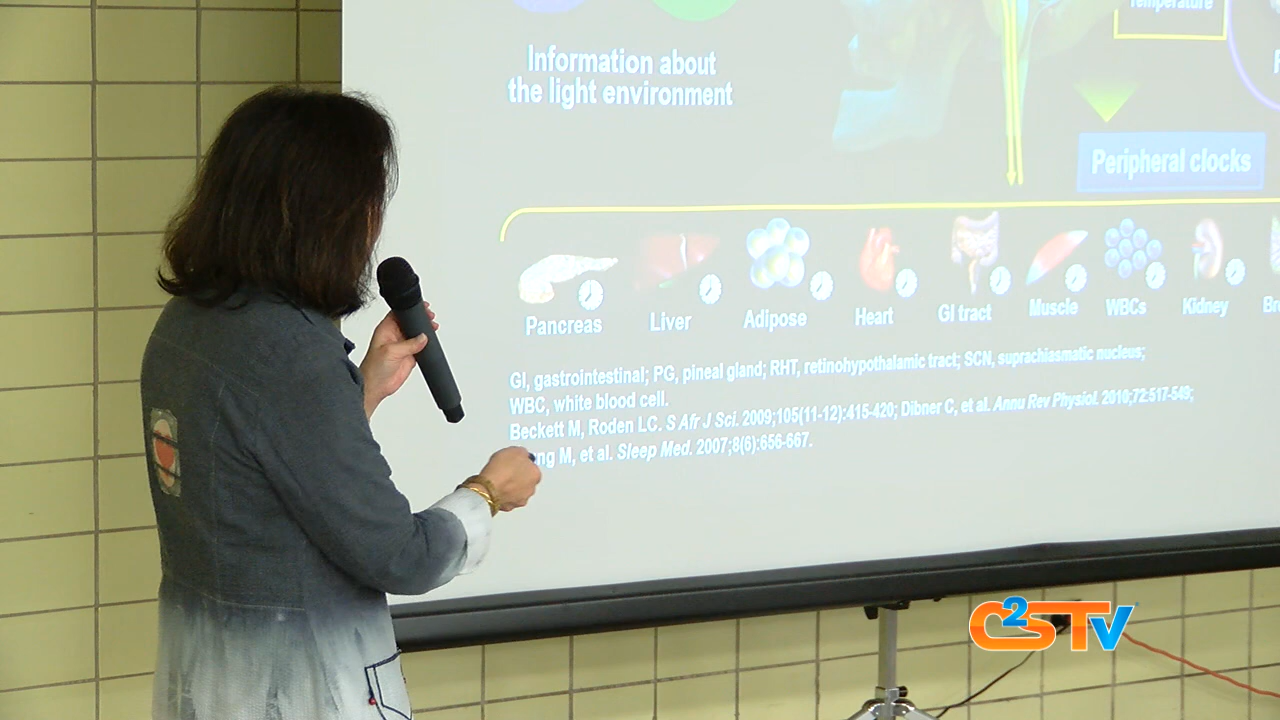 Temperature
Information about
the light environment
Peripheral clocks
Pancreas Liver Adipose Heart GI tract Muscle WBCs Kidney
GI, gastrointestinal; PG, pineal gland; RHT, retinohypothalamic tract; SCN, suprachiasmatic nucleus;
WBC, white blood cell.
Beckett M, Roden LC. S Afr J Sci. 2009;105(11-12):415-420; Dibner C, et al. Annu Rev Physiol. 2010;72:517-549;
M, et al. Sleep Med. 2007;8(6):656-667.
C2STV